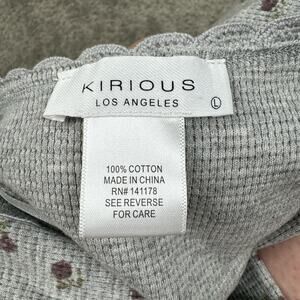 KIRIOUS
LOS ANGELES
L
100% COTTON
MADE IN CHINA
RN# 141178
SEE REVERSE
FOR CARE